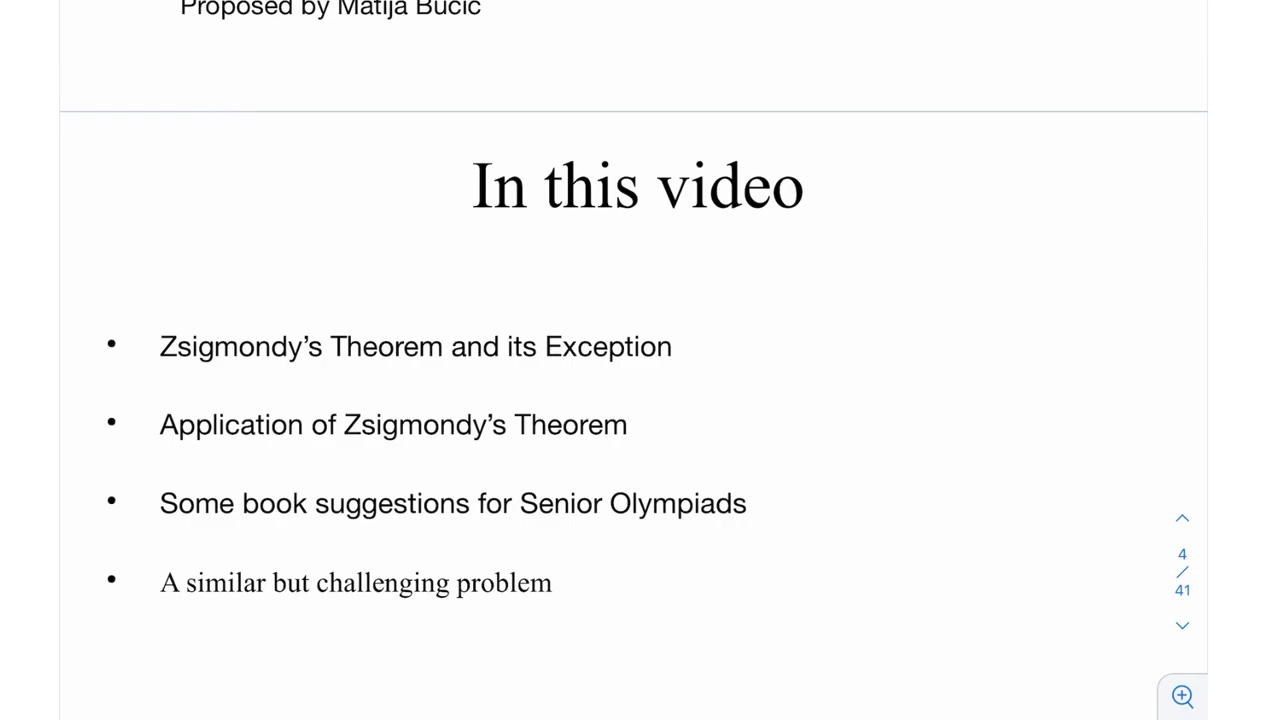 Proposed by Matija Bucic
In this video
• Zsigmondy’s Theorem and its Exception
• Application of Zsigmondy’s Theorem
• Some book suggestions for Senior Olympiads
• A similar but challenging problem
4
/
41